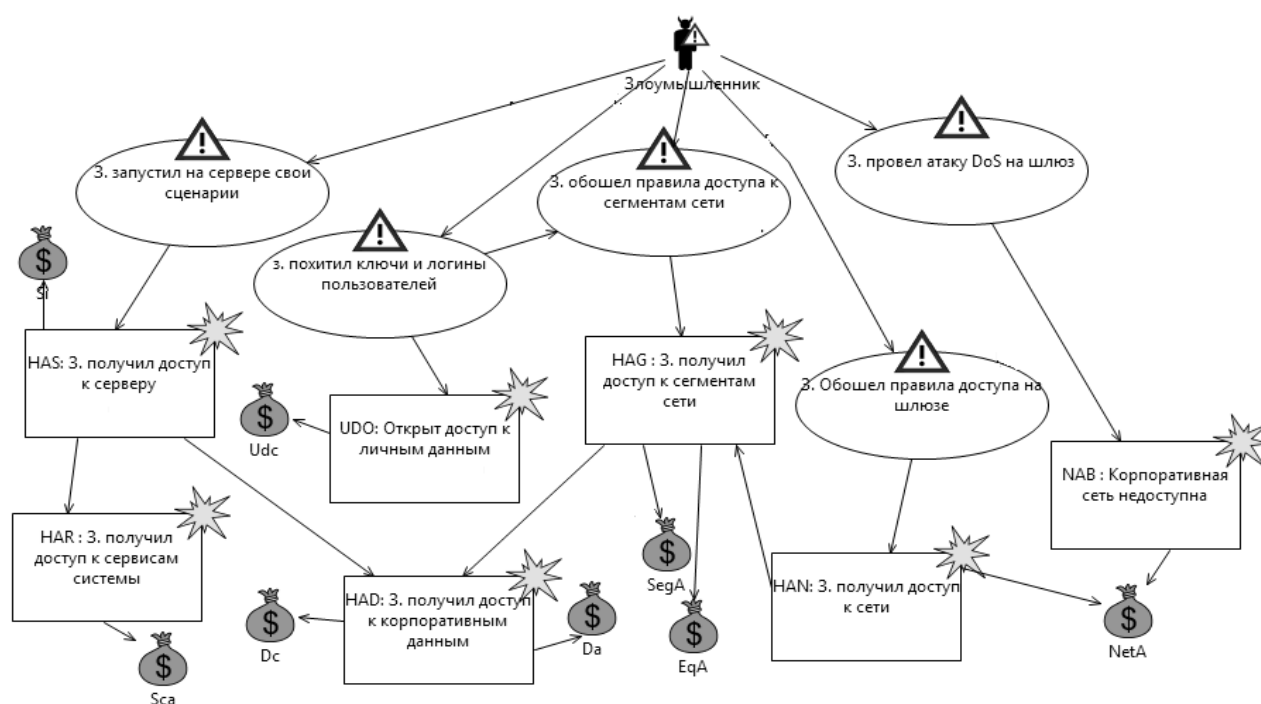 Злоумышленник
З. запустил на сервере свои
сценарии
З. обошел правила доступа к
сегментам сети
З. провел атаку DoS на шлюз
з. похитил ключи и логины
пользователей
$
Si
HAS: З. получил доступ
к серверу
HAG : З. получил
доступ к сегментам
сети
З. Обошел правила доступа на
шлюзе
$
Udc
UDO: Открыт доступ к
личным данным
NAB : Корпоративная
сеть недоступна
HAR : З. получил
доступ к сервисам
системы
$
SegA
HAD: З. получил доступ
к корпоративным
данным
HAN: З. получил доступ
к сети
$
Dc
$
Da
$
EqA
$
NetA
$
Sca